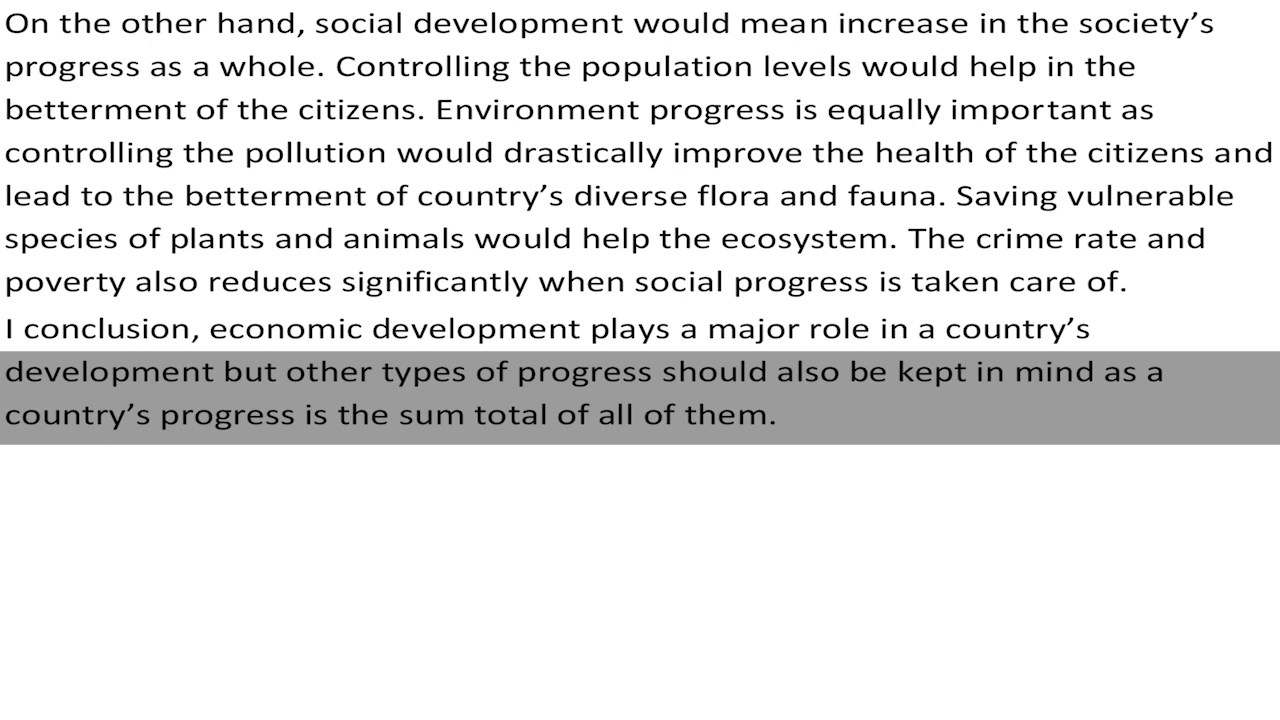 On the other hand, social development would mean increase in the society’s
progress as a whole. Controlling the population levels would help in the
betterment of the citizens. Environment progress is equally important as
controlling the pollution would drastically improve the health of the citizens and
lead to the betterment of country’s diverse flora and fauna. Saving vulnerable
species of plants and animals would help the ecosystem. The crime rate and
poverty also reduces significantly when social progress is taken care of.
I conclusion, economic development plays a major role in a country’s
development but other types of progress should also be kept in mind as a
country’s progress is the sum total of all of them.